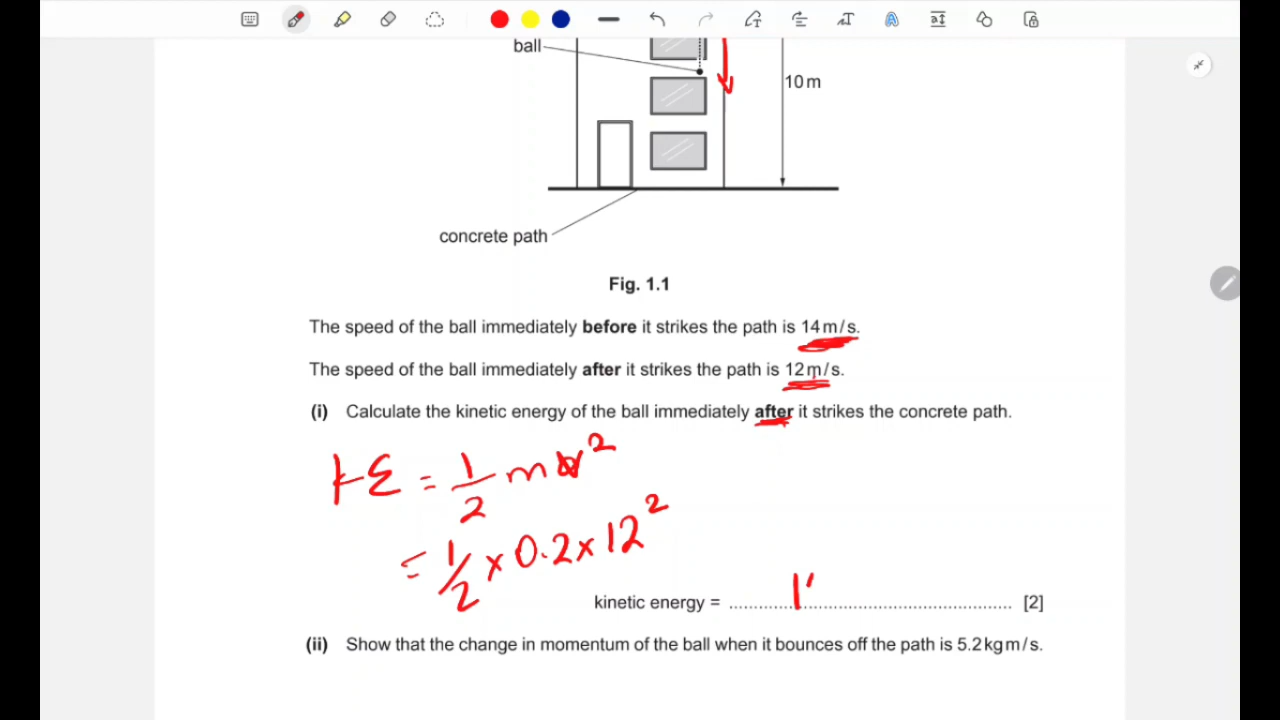 ball
10 m
concrete path
Fig. 1.1
The speed of the ball immediately before it strikes the path is 14 m / s.
The speed of the ball immediately after it strikes the path is 12 m / s.
(i) Calculate the kinetic energy of the ball immediately after it strikes the concrete path.
KE = 1/2 mv²
= 1/2 × 0.2 × 12²
kinetic energy = ........................................................ [2]
(ii) Show that the change in momentum of the ball when it bounces off the path is 5.2 kg m / s.